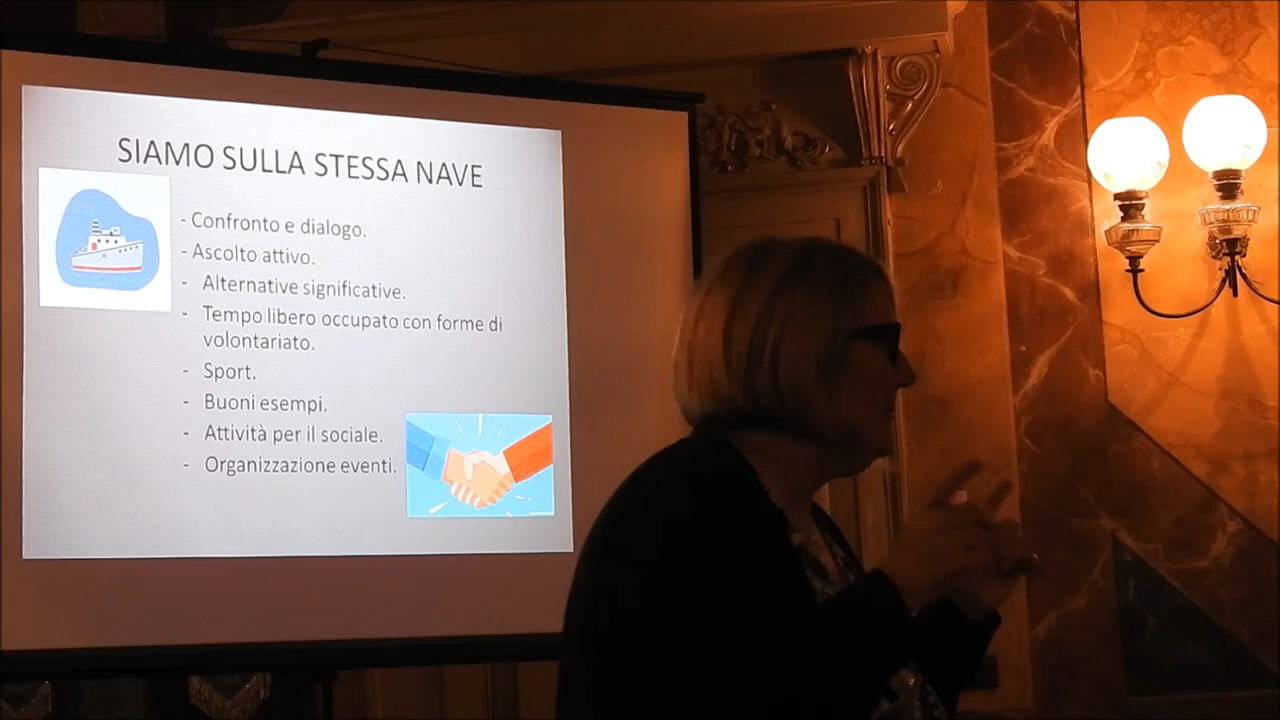 SIAMO SULLA STESSA NAVE
- Confronto e dialogo.
- Ascolto attivo.
- Alternative significative.
- Tempo libero occupato con forme di
volontariato.
- Sport.
- Buoni esempi.
- Attività per il sociale.
- Organizzazione eventi.